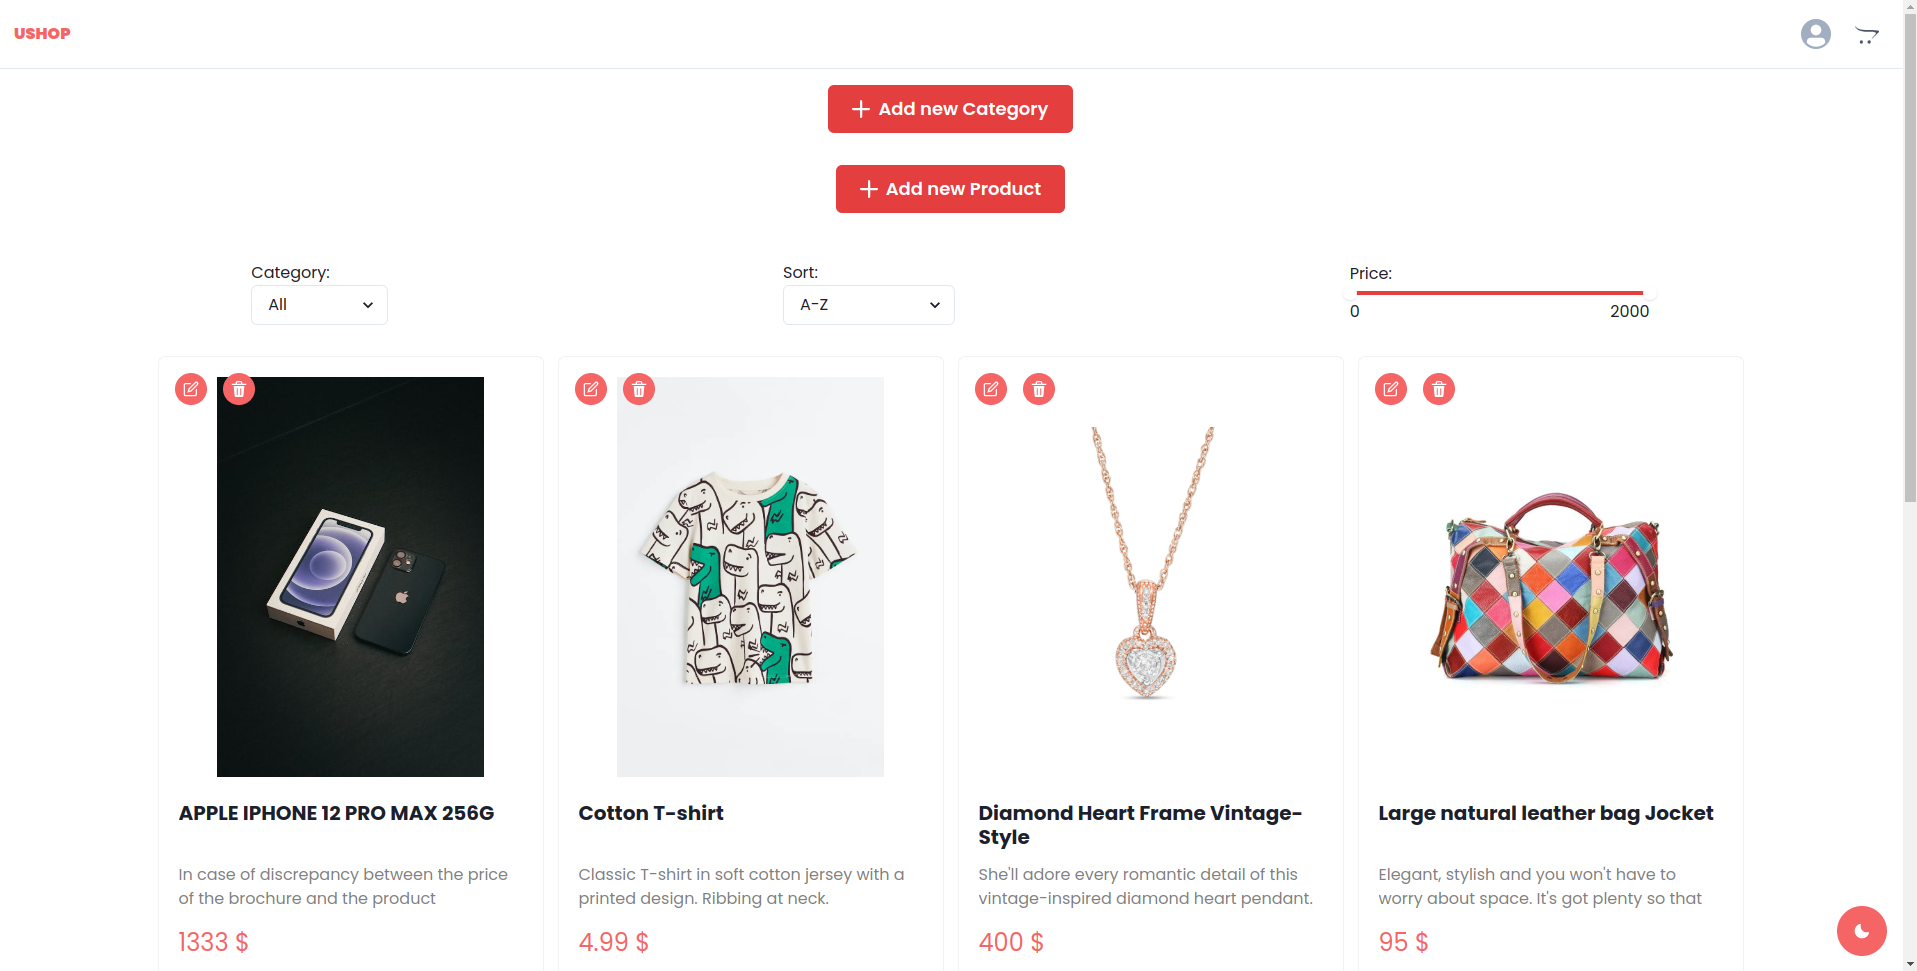 USHOP
Add new Category
Add new Product
Category:
All
Sort:
A-Z
Price:
0 2000
APPLE IPHONE 12 PRO MAX 256G
In case of discrepancy between the price
of the brochure and the product
1333 $
Cotton T-shirt
Classic T-shirt in soft cotton jersey with a
printed design. Ribbing at neck.
4.99 $
Diamond Heart Frame Vintage-
Style
She'll adore every romantic detail of this
vintage-inspired diamond heart pendant.
400 $
Large natural leather bag Jocket
Elegant, stylish and you won't have to
worry about space. It's got plenty so that
95 $